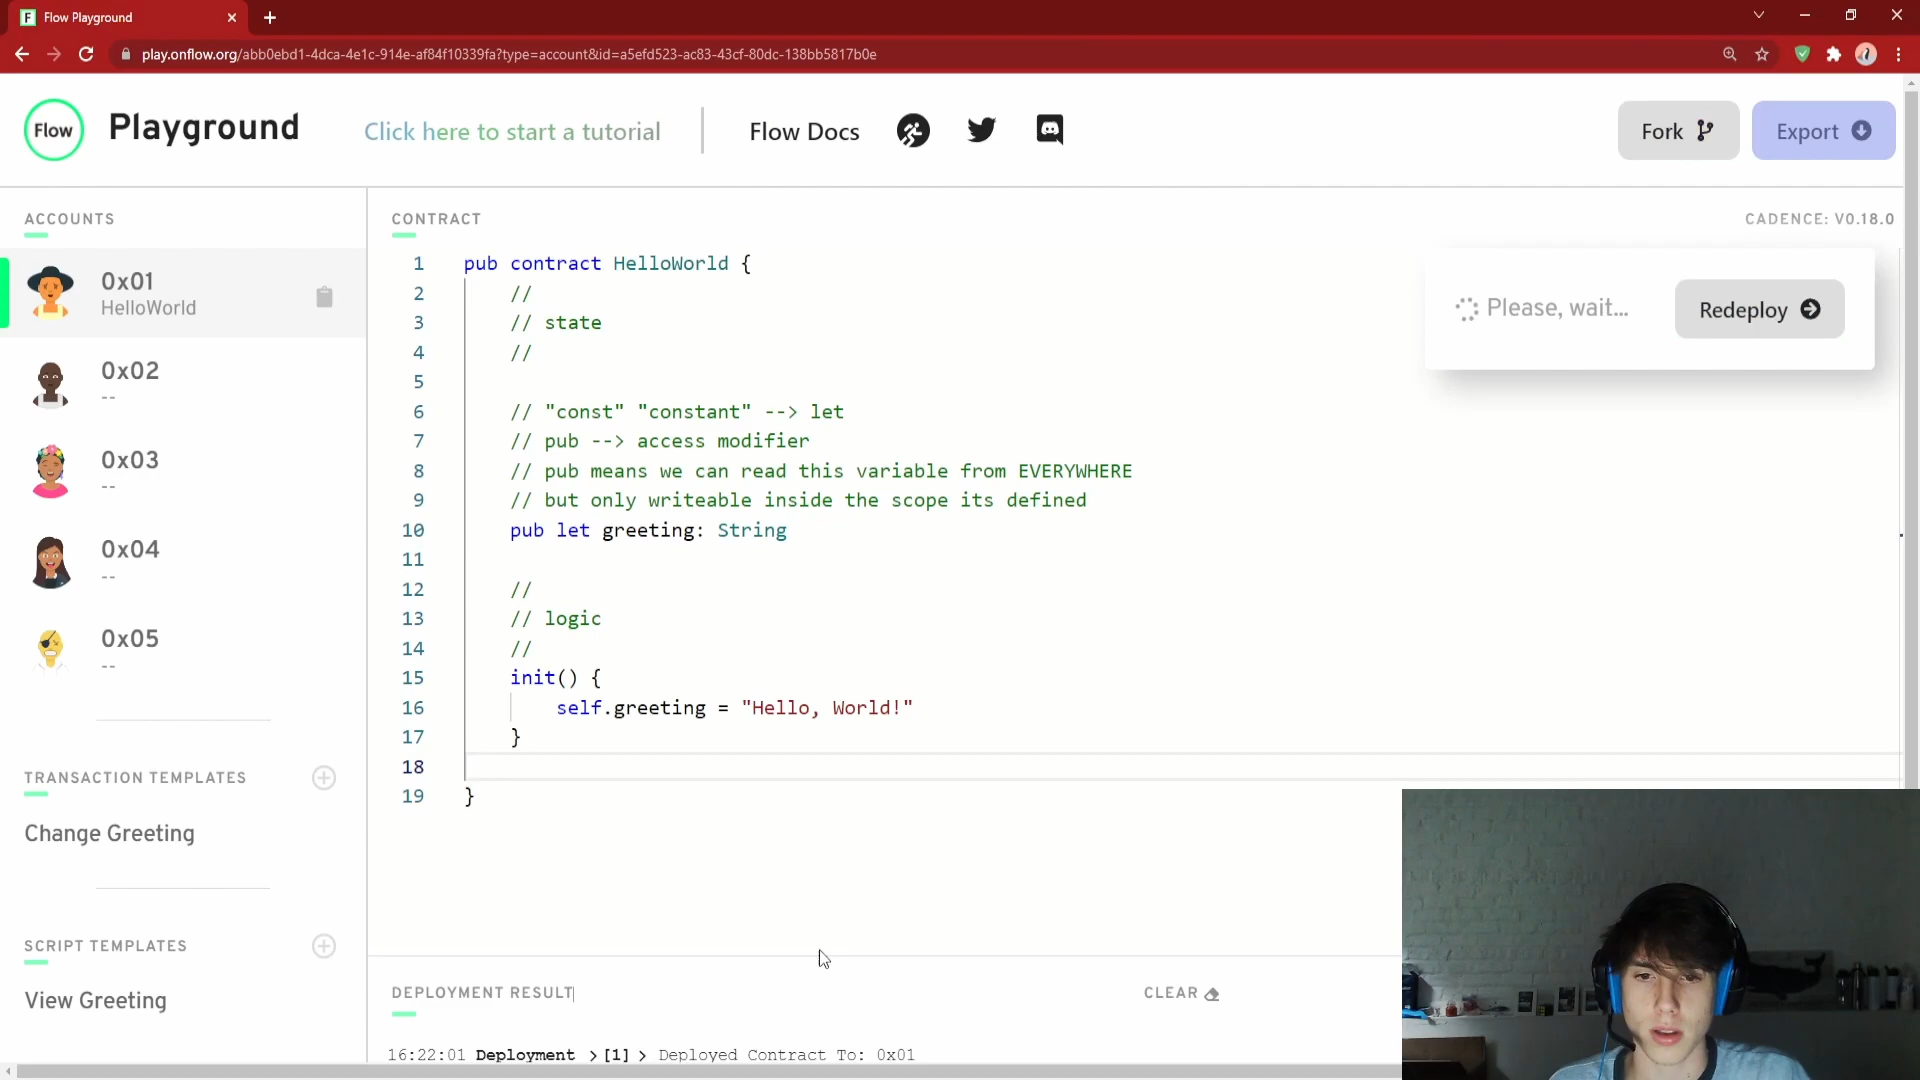 F Flow Playground
play.onflow.org/abb0ebd1-4dca-4e1c-914e-af84f10339fa?type=account&id=a5efd523-ac83-43cf-80dc-138bb5817b0e
Flow Playground Click here to start a tutorial Flow Docs Fork Export
ACCOUNTS
0x01
HelloWorld
0x02
--
0x03
--
0x04
--
0x05
--
TRANSACTION TEMPLATES
Change Greeting
SCRIPT TEMPLATES
View Greeting
CONTRACT
CADENCE: V0.18.0
Please, wait... Redeploy
1 pub contract HelloWorld {
2 //
3 // state
4 //
5
6 // "const" "constant" --> let
7 // pub --> access modifier
8 // pub means we can read this variable from EVERYWHERE
9 // but only writeable inside the scope its defined
10 pub let greeting: String
11
12 //
13 // logic
14 //
15 init() {
16 self.greeting = "Hello, World!"
17 }
18
19 }
DEPLOYMENT RESULT CLEAR
16:22:01 Deployment > [1] > Deployed Contract To: 0x01